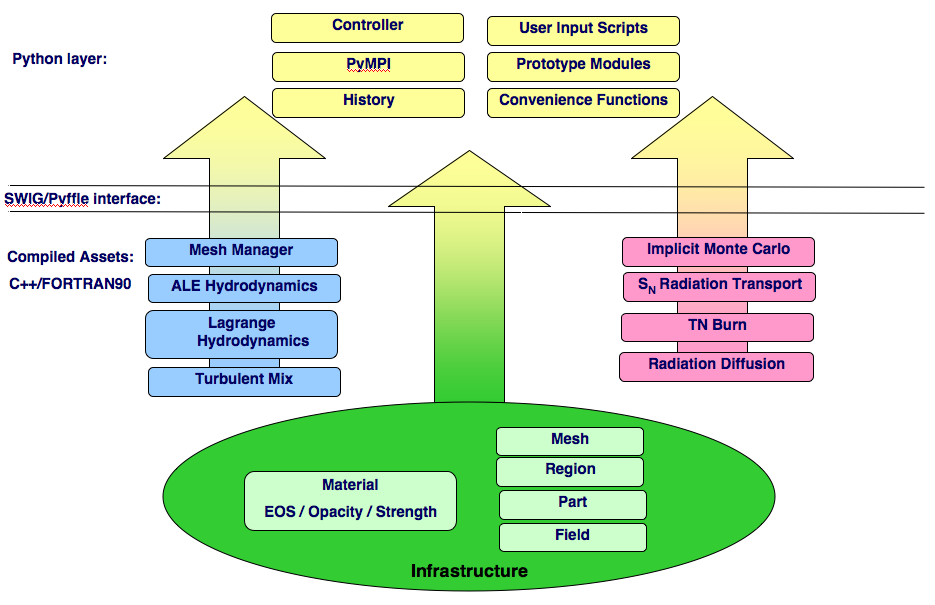 Controller
User Input Scripts
Python layer:
PyMPI
Prototype Modules
History
Convenience Functions
SWIG/Pyffle interface:
Compiled Assets:
C++/FORTRAN90
Mesh Manager
ALE Hydrodynamics
Lagrange
Hydrodynamics
Turbulent Mix
Implicit Monte Carlo
SN Radiation Transport
TN Burn
Radiation Diffusion
Material
EOS / Opacity / Strength
Mesh
Region
Part
Field
Infrastructure